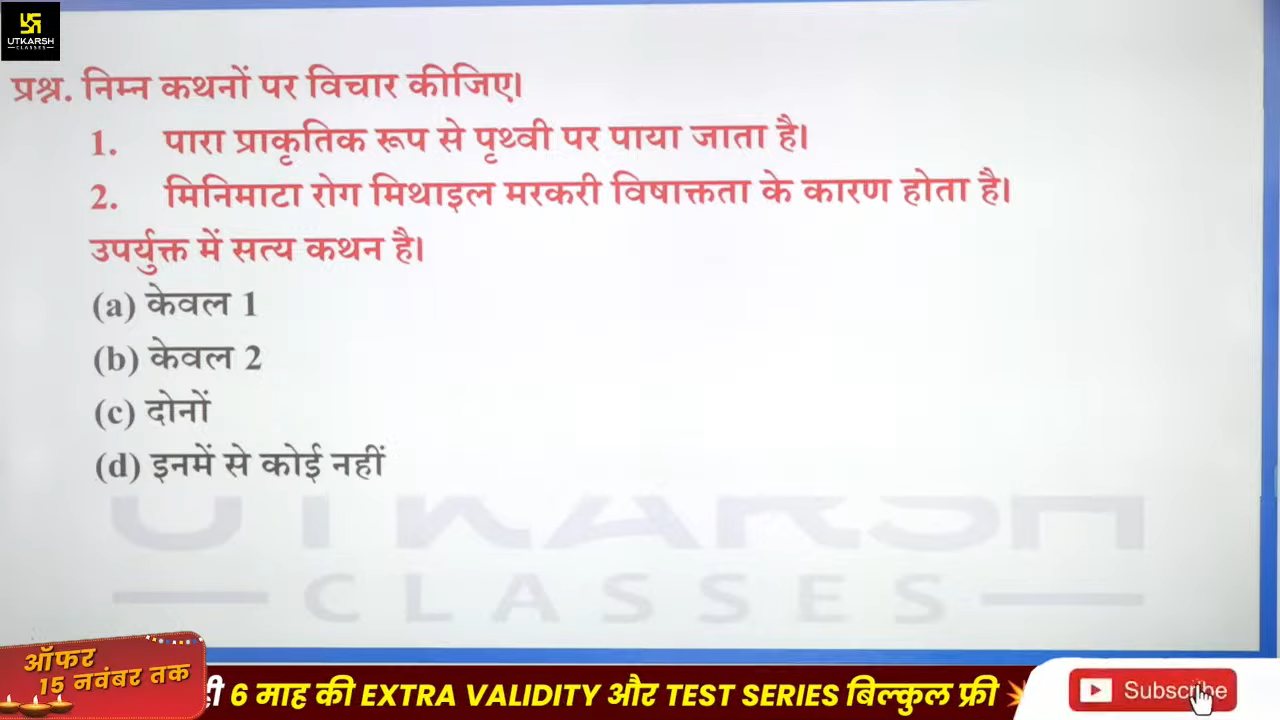 UTKARSH
CLASSES
प्रश्न. निम्न कथनों पर विचार कीजिए।
1. पारा प्राकृतिक रूप से पृथ्वी पर पाया जाता है।
2. मिनिमाटा रोग मिथाइल मरकरी विषाक्तता के कारण होता है।
उपर्युक्त में सत्य कथन है।
(a) केवल 1
(b) केवल 2
(c) दोनों
(d) इनमें से कोई नहीं
UTKARSH
CLASSES
ऑफर
15 नवंबर तक
6 माह की EXTRA VALIDITY और TEST SERIES बिल्कुल फ्री
Subscribe